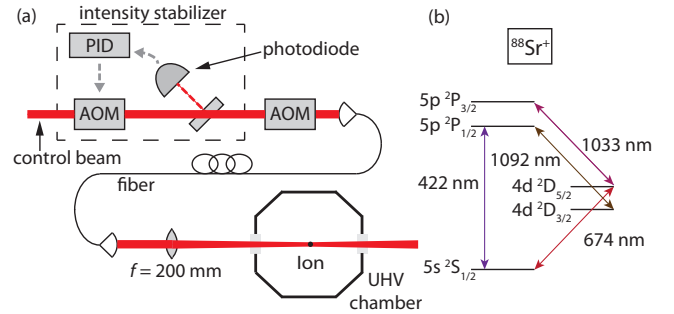 (a)
intensity stabilizer
PID
photodiode
AOM
AOM
control beam
fiber
f = 200 mm
Ion
UHV
chamber
(b)
⁸⁸Sr⁺
5p ²P₃/₂
5p ²P₁/₂
1033 nm
1092 nm
422 nm
4d ²D₅/₂
4d ²D₃/₂
674 nm
5s ²S₁/₂